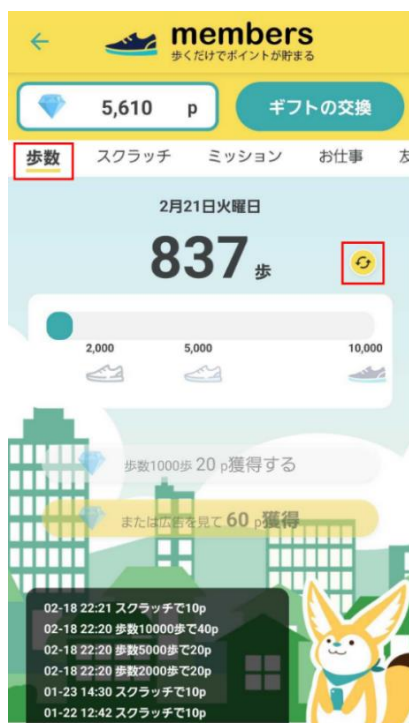 members
歩くだけでポイントが貯まる
5,610 p
ギフトの交換
歩数 スクラッチ ミッション お仕事 友
2月21日火曜日
837 歩
2,000 5,000 10,000
歩数1000歩 20 p獲得する
または広告を見て 60 p獲得
02-18 22:21 スクラッチで10p
02-18 22:20 歩数10000歩で40p
02-18 22:20 歩数5000歩で20p
02-18 22:20 歩数2000歩で20p
01-23 14:30 スクラッチで10p
01-22 12:42 スクラッチで10p